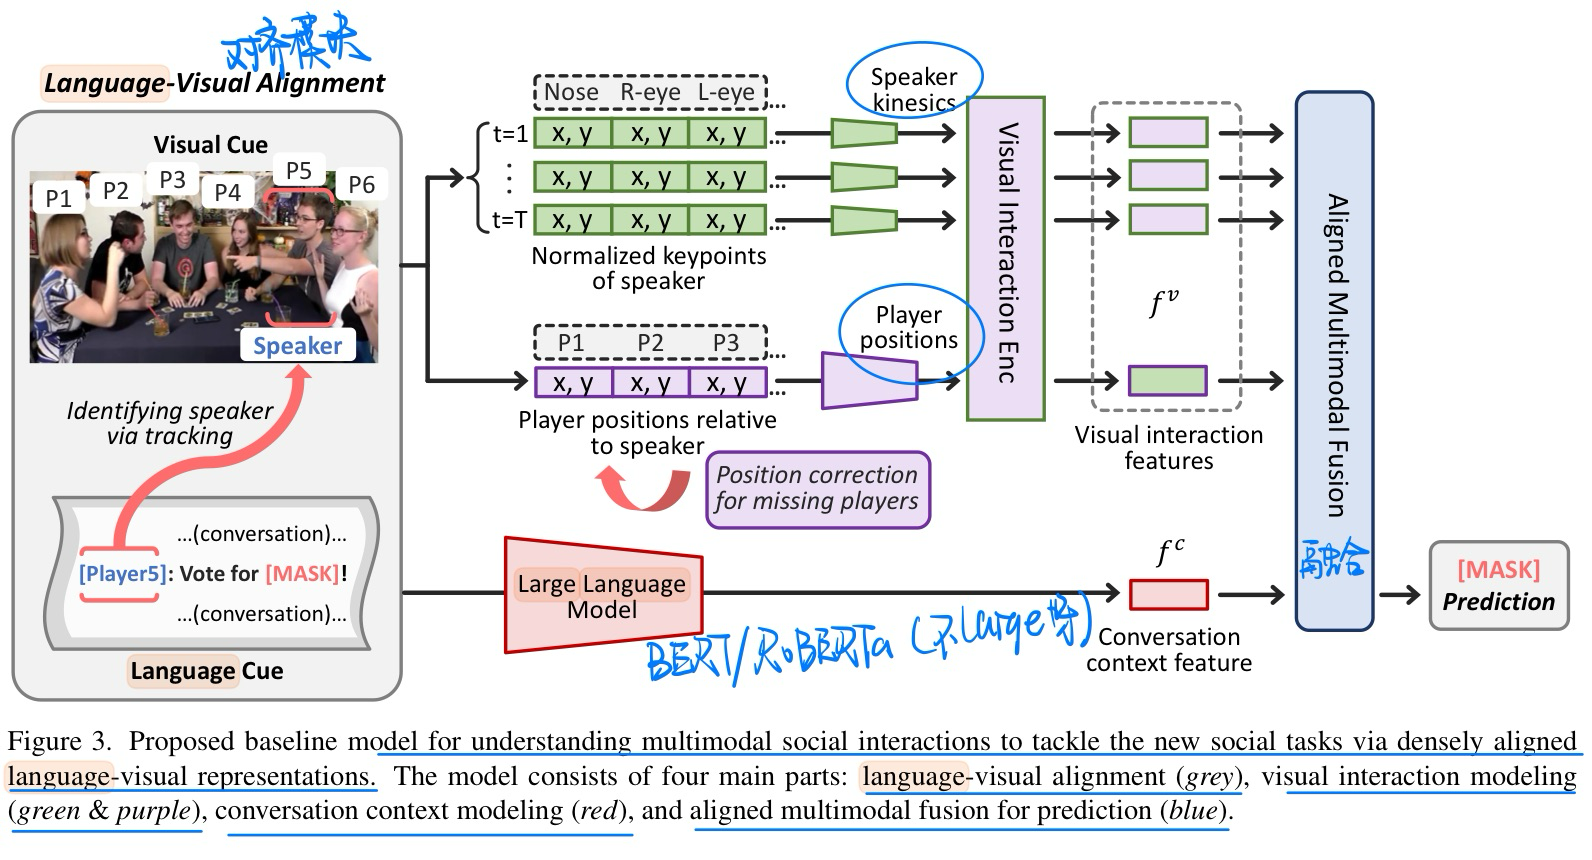 对齐模块
Language-Visual Alignment
Visual Cue
P1
P2
P3
P4
P5
P6
Speaker
Identifying speaker
via tracking
...(conversation)...
[Player5]: Vote for [MASK]!
...(conversation)...
Language Cue
Nose R-eye L-eye ...
t=1 x, y x, y x, y ...
⋮ x, y x, y x, y ...
t=T x, y x, y x, y ...
Normalized keypoints
of speaker
Speaker
kinesics
P1 P2 P3 ...
x, y x, y x, y ...
Player positions relative
to speaker
Player
positions
Position correction
for missing players
Visual Interaction Enc
f^v
Visual interaction
features
Large Language
Model
BERT/RoBERTa (不large呀)
f^c
Conversation
context feature
Aligned Multimodal Fusion
融合
[MASK]
Prediction
Figure 3. Proposed baseline model for understanding multimodal social interactions to tackle the new social tasks via densely aligned
language-visual representations. The model consists of four main parts: language-visual alignment (grey), visual interaction modeling
(green & purple), conversation context modeling (red), and aligned multimodal fusion for prediction (blue).